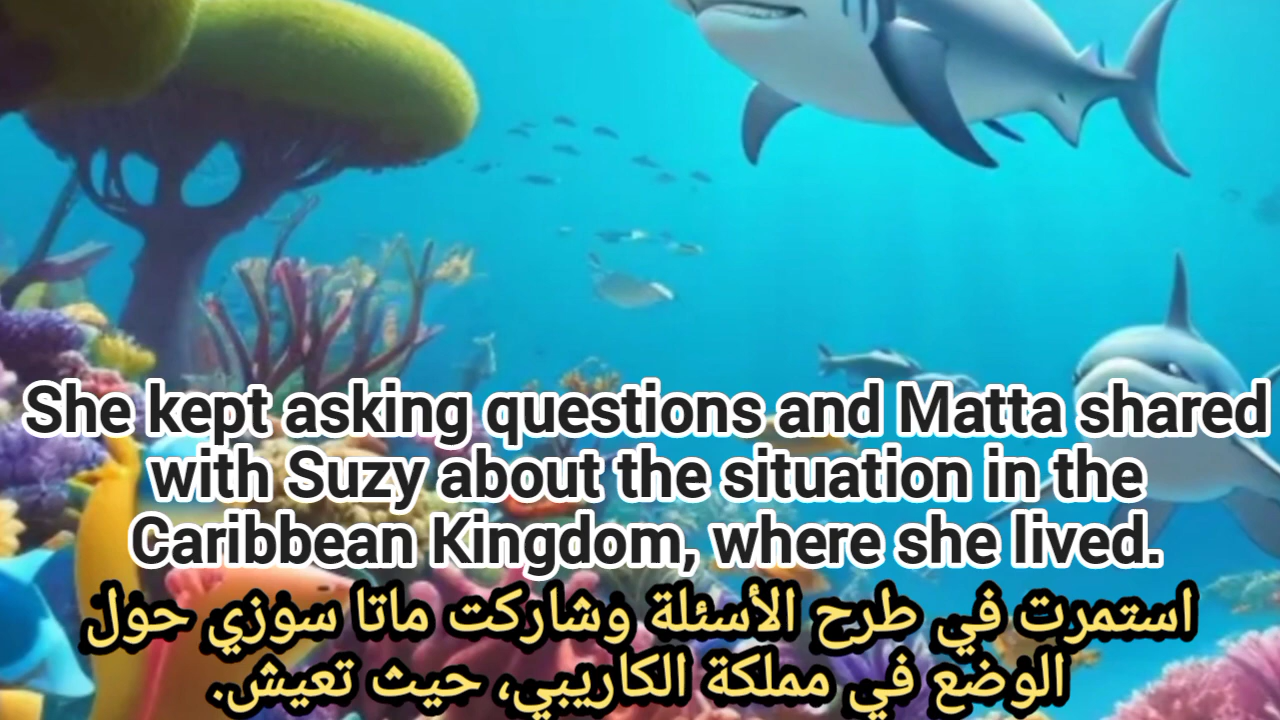 She kept asking questions and Matta shared
with Suzy about the situation in the
Caribbean Kingdom, where she lived.
استمرت في طرح الأسئلة وشاركت ماتا سوزي حول
الوضع في مملكة الكاريبي، حيث تعيش.